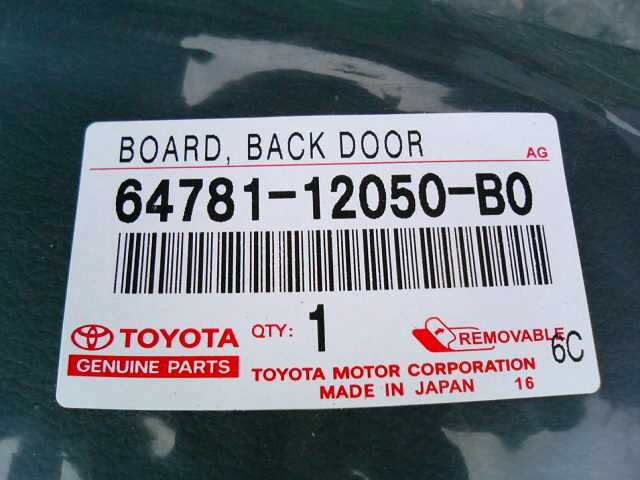 BOARD, BACK DOOR
AG
64781-12050-B0
TOYOTA
GENUINE PARTS
QTY: 1
REMOVABLE
6C
TOYOTA MOTOR CORPORATION
MADE IN JAPAN 16